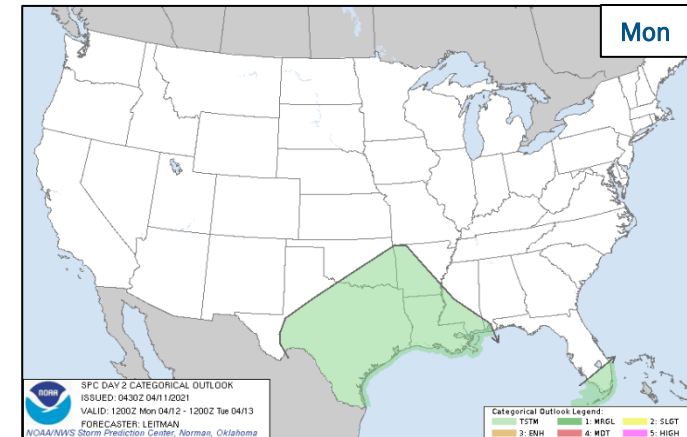 Mon
NOAA
SPC DAY 2 CATEGORICAL OUTLOOK
ISSUED: 0430Z 04/11/2021
VALID: 1200Z Mon 04/12 - 1200Z Tue 04/13
FORECASTER: LEITMAN
NOAA/NWS Storm Prediction Center, Norman, Oklahoma
Categorical Outlook Legend:
TSTM 1: MRGL 2: SLGT
3: ENH 4: MDT 5: HIGH